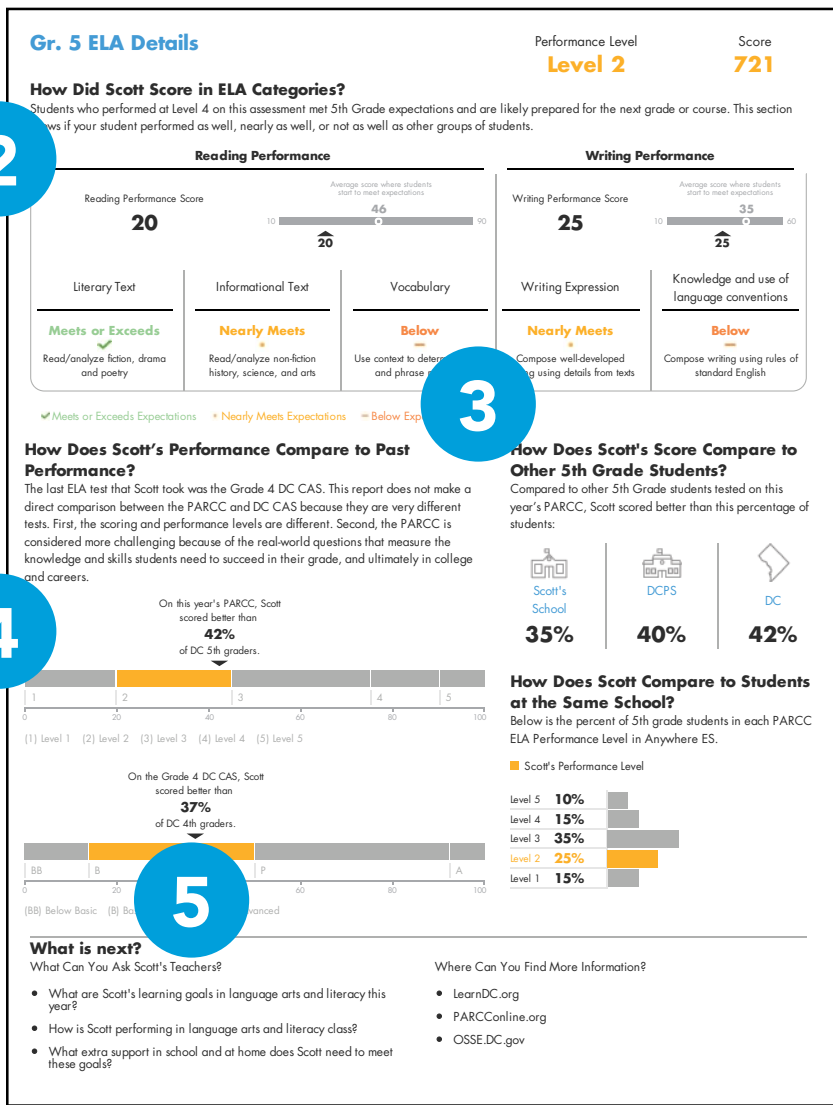 Gr. 5 ELA Details
Performance Level
Level 2
Score
721
How Did Scott Score in ELA Categories?
Students who performed at Level 4 on this assessment met 5th Grade expectations and are likely prepared for the next grade or course. This section
if your student performed as well, nearly as well, or not as well as other groups of students.
2
Reading Performance
Reading Performance Score
20
Average score where students
start to meet expectations
46
10 90
20
Writing Performance
Writing Performance Score
25
Average score where students
start to meet expectations
35
10 60
25
Literary Text
Meets or Exceeds
Read/analyze fiction, drama
and poetry
Informational Text
Nearly Meets
Read/analyze non-fiction
history, science, and arts
Vocabulary
Below
Use context to
and phrase
Writing Expression
Nearly Meets
Compose well-developed
using details from texts
Knowledge and use of
language conventions
Below
Compose writing using rules of
standard English
3
Meets or Exceeds Expectations Nearly Meets Expectations Below
How Does Scott's Performance Compare to Past
Performance?
The last ELA test that Scott took was the Grade 4 DC CAS. This report does not make a
direct comparison between the PARCC and DC CAS because they are very different
tests. First, the scoring and performance levels are different. Second, the PARCC is
considered more challenging because of the real-world questions that measure the
knowledge and skills students need to succeed in their grade, and ultimately in college
and careers.
4
On this year's PARCC, Scott
scored better than
42%
of DC 5th graders.
1 2 3 4 5
0 20 40 60 80 100
(1) Level 1 (2) Level 2 (3) Level 3 (4) Level 4 (5) Level 5
On the Grade 4 DC CAS, Scott
scored better than
37%
of DC 4th graders.
BB B P A
0 20 60 80 100
(BB) Below Basic (B)
5
How Does Scott's Score Compare to
Other 5th Grade Students?
Compared to other 5th Grade students tested on this
year's PARCC, Scott scored better than this percentage of
students:
Scott's
School
35%
DCPS
40%
DC
42%
How Does Scott Compare to Students
at the Same School?
Below is the percent of 5th grade students in each PARCC
ELA Performance Level in Anywhere ES.
Scott's Performance Level
Level 5 10%
Level 4 15%
Level 3 35%
Level 2 25%
Level 1 15%
What is next?
What Can You Ask Scott's Teachers?
• What are Scott's learning goals in language arts and literacy this
year?
• How is Scott performing in language arts and literacy class?
• What extra support in school and at home does Scott need to meet
these goals?
Where Can You Find More Information?
• LearnDC.org
• PARCConline.org
• OSSE.DC.gov